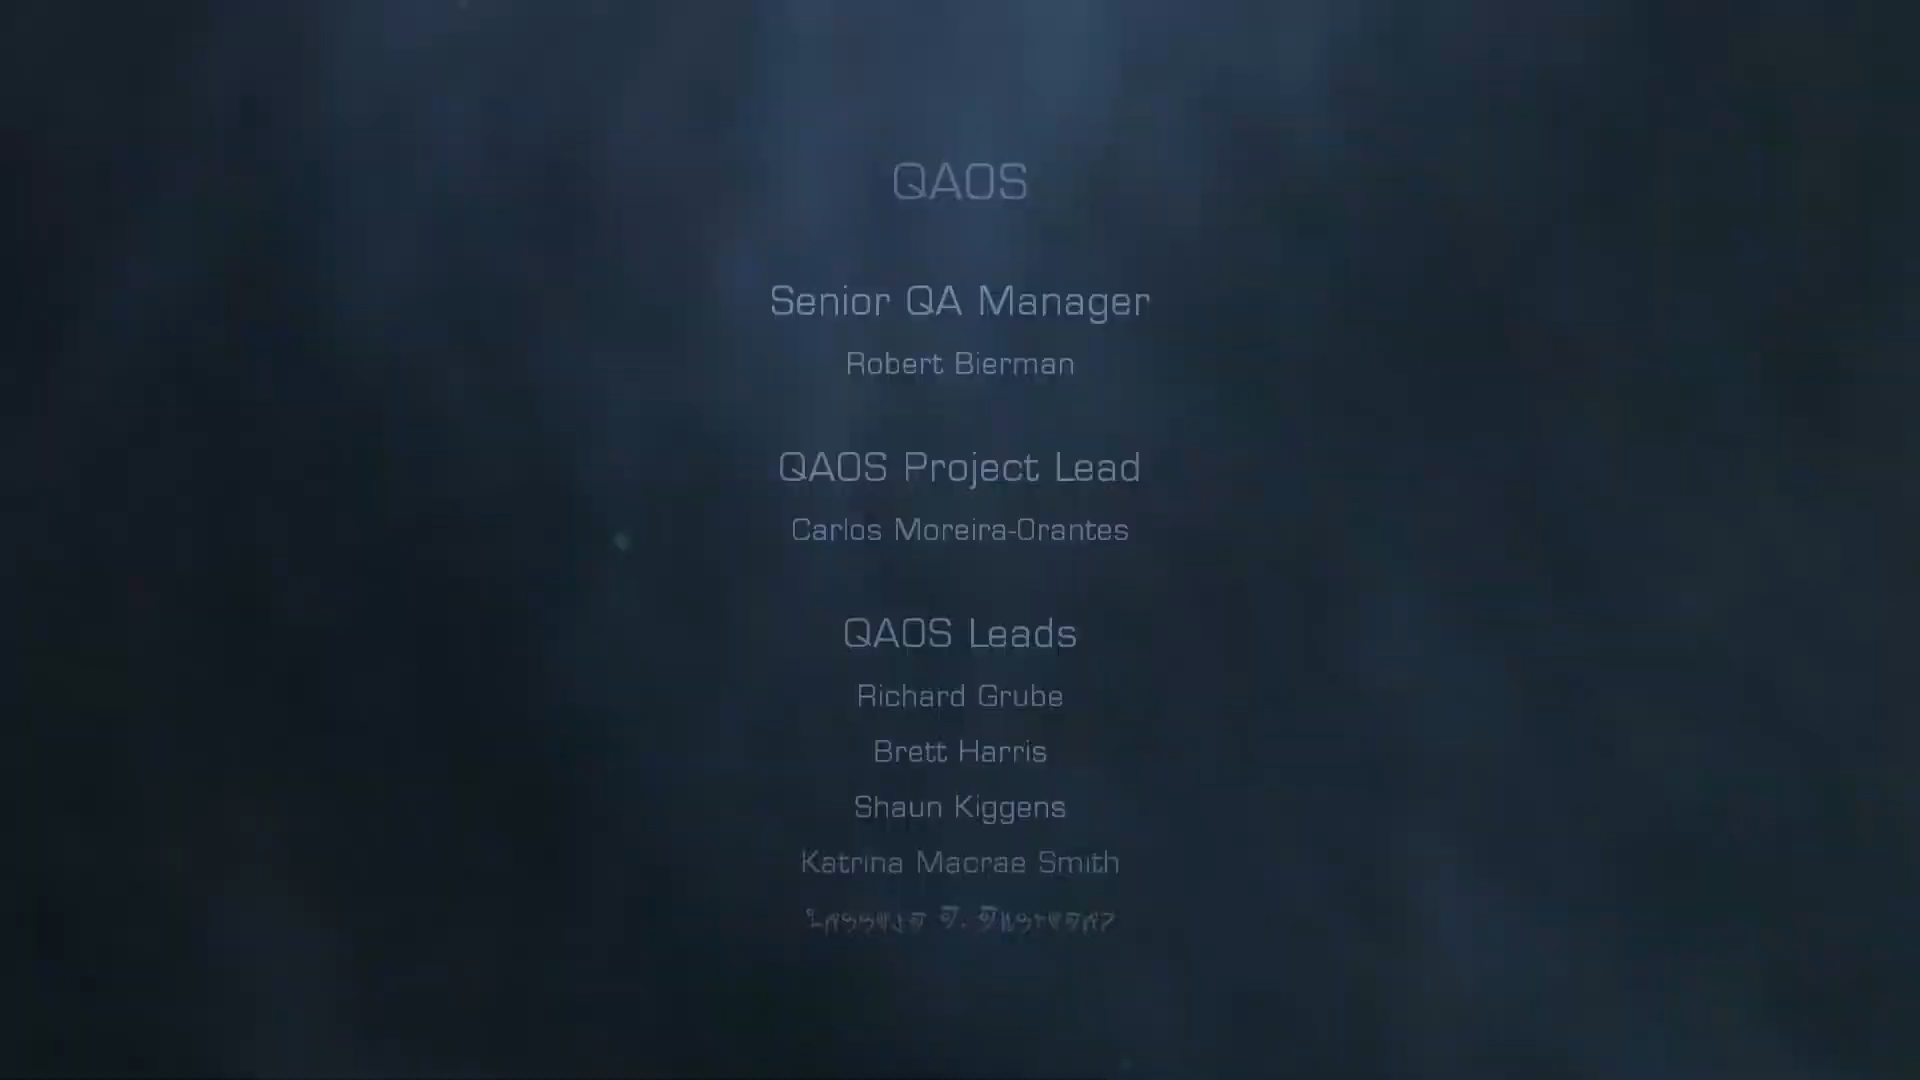 QAOS
Senior QA Manager
Robert Bierman
QAOS Project Lead
Carlos Moreira-Orantes
QAOS Leads
Richard Grube
Brett Harris
Shaun Kiggens
Katrina Macrae Smith